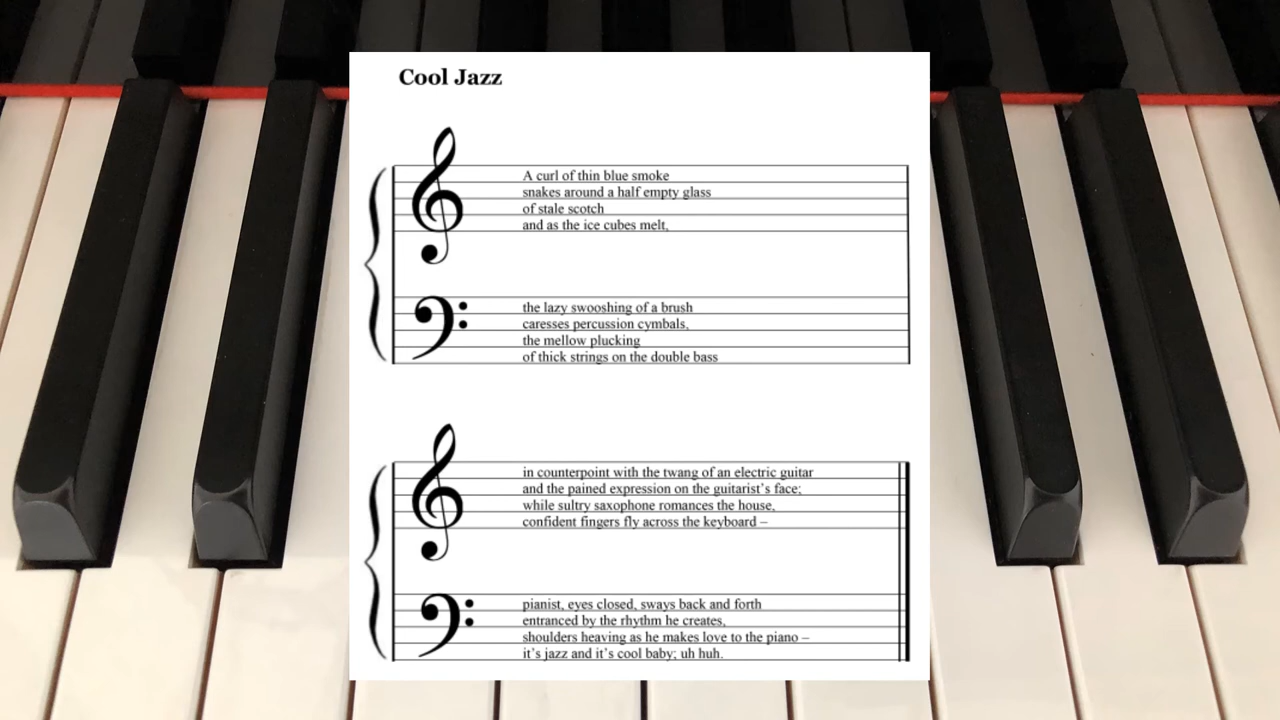 Cool Jazz
A curl of thin blue smoke
snakes around a half empty glass
of stale scotch
and as the ice cubes melt,
the lazy swooshing of a brush
caresses percussion cymbals,
the mellow plucking
of thick strings on the double bass
in counterpoint with the twang of an electric guitar
and the pained expression on the guitarist’s face;
while sultry saxophone romances the house,
confident fingers fly across the keyboard –
pianist, eyes closed, sways back and forth
entranced by the rhythm he creates,
shoulders heaving as he makes love to the piano –
it’s jazz and it’s cool baby; uh huh.